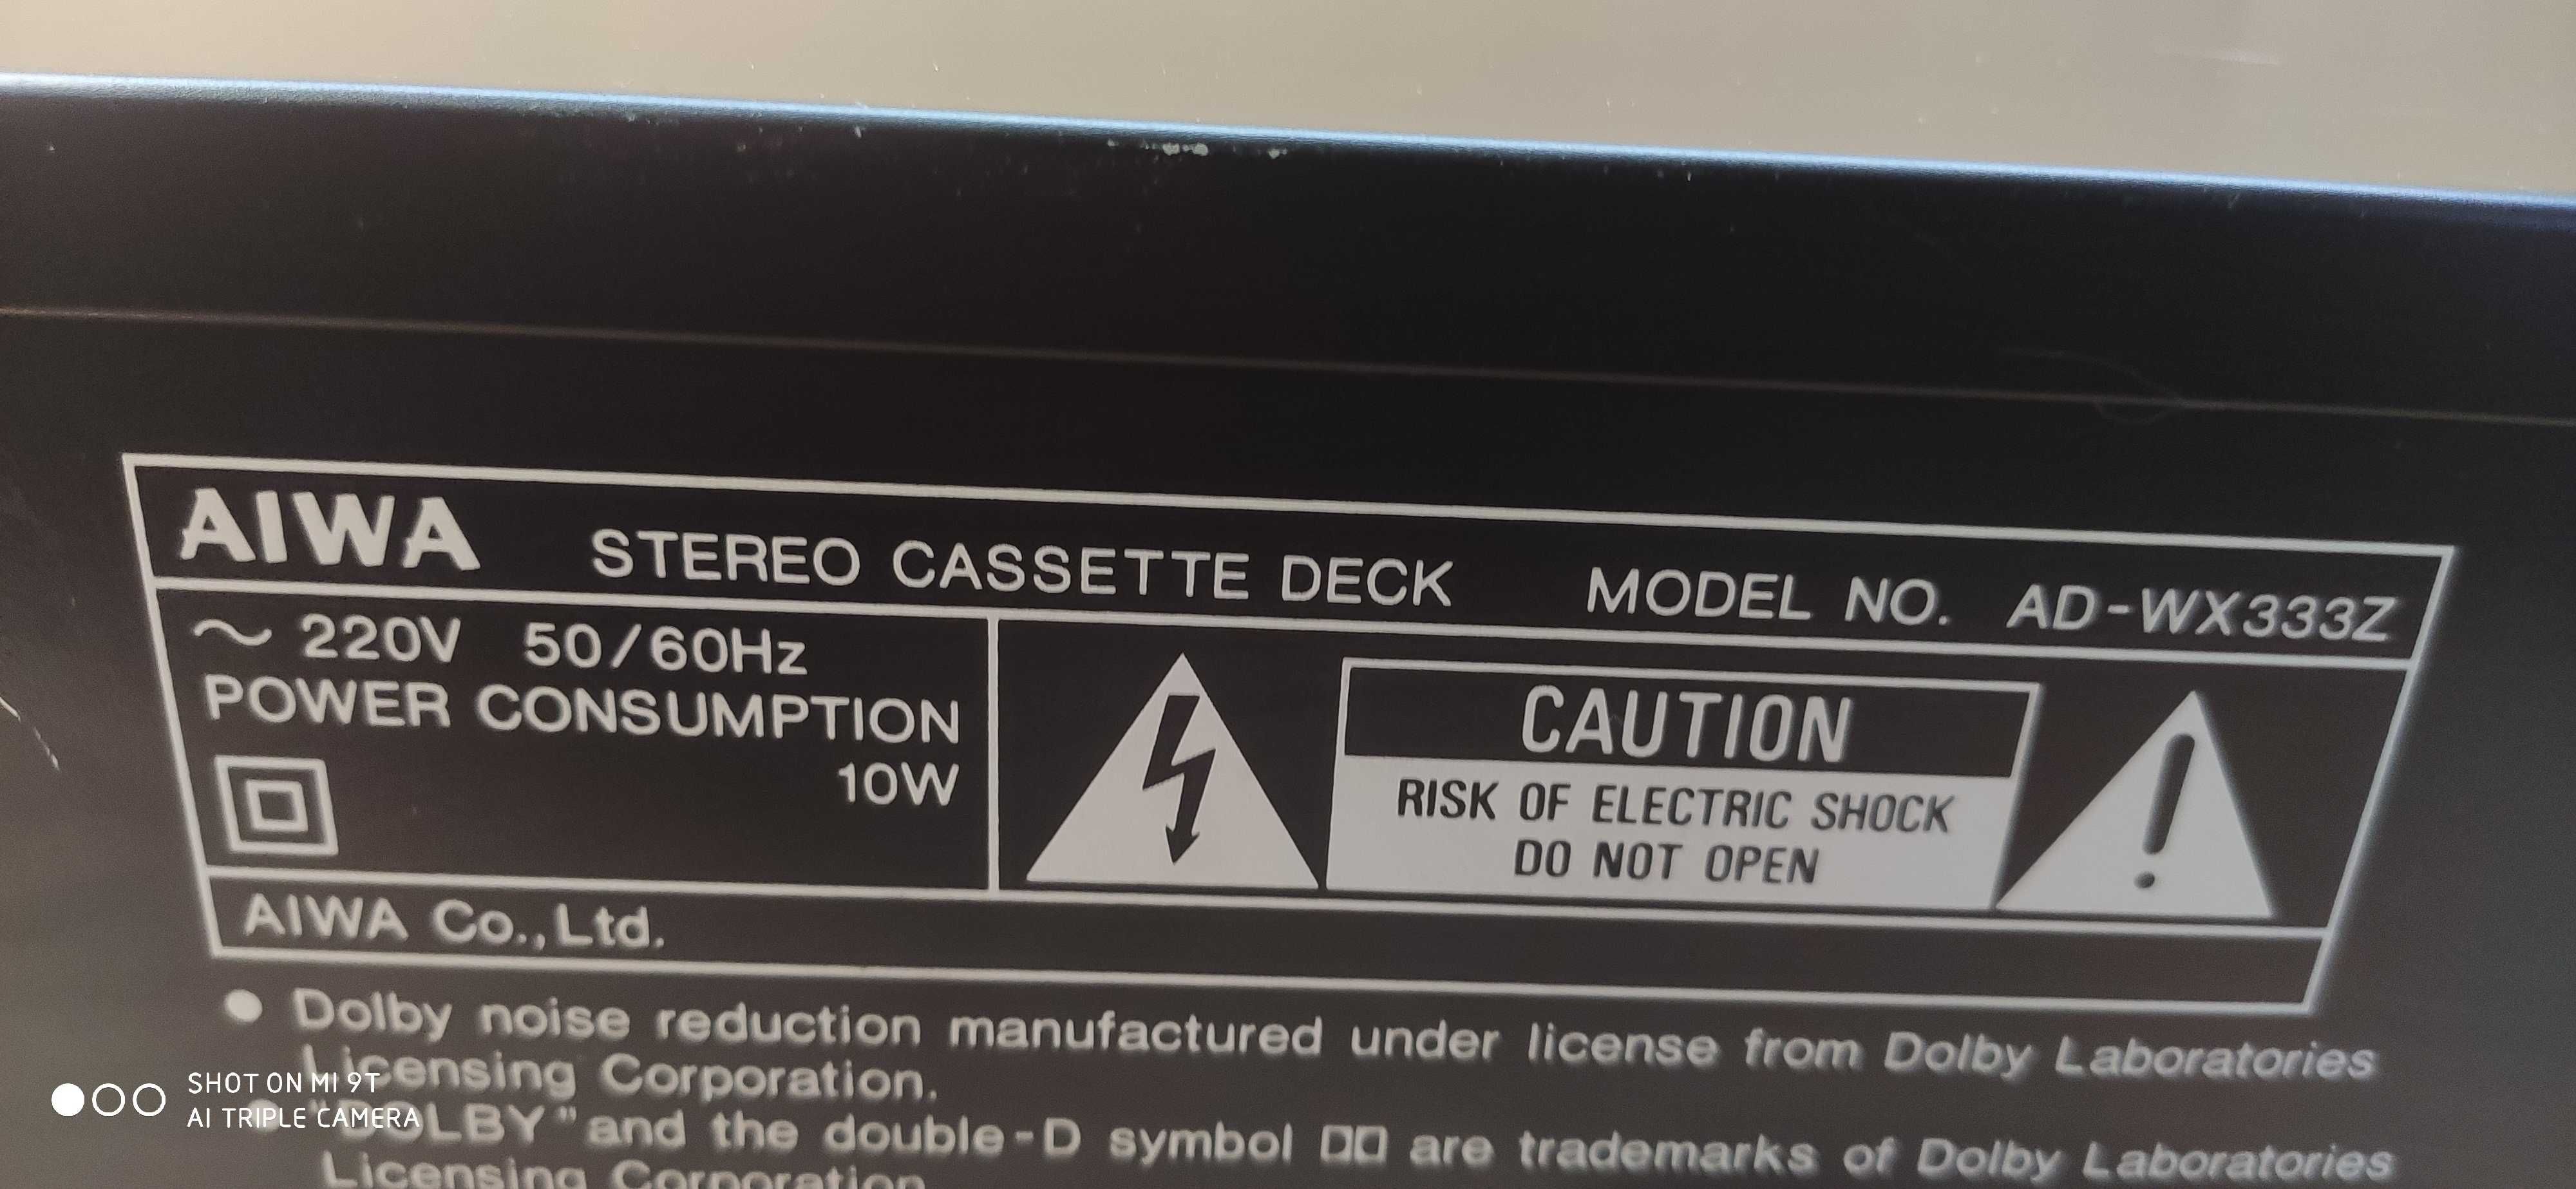 AIWA STEREO CASSETTE DECK MODEL NO. AD-WX333Z
~ 220V 50/60Hz
POWER CONSUMPTION
10W
CAUTION
RISK OF ELECTRIC SHOCK
DO NOT OPEN
AIWA Co.,Ltd.
● Dolby noise reduction manufactured under license from Dolby Laboratories
Licensing Corporation.
● "DOLBY" and the double-D symbol are trademarks of Dolby Laboratories
Licensing Corporation
SHOT ON MI 9T
AI TRIPLE CAMERA